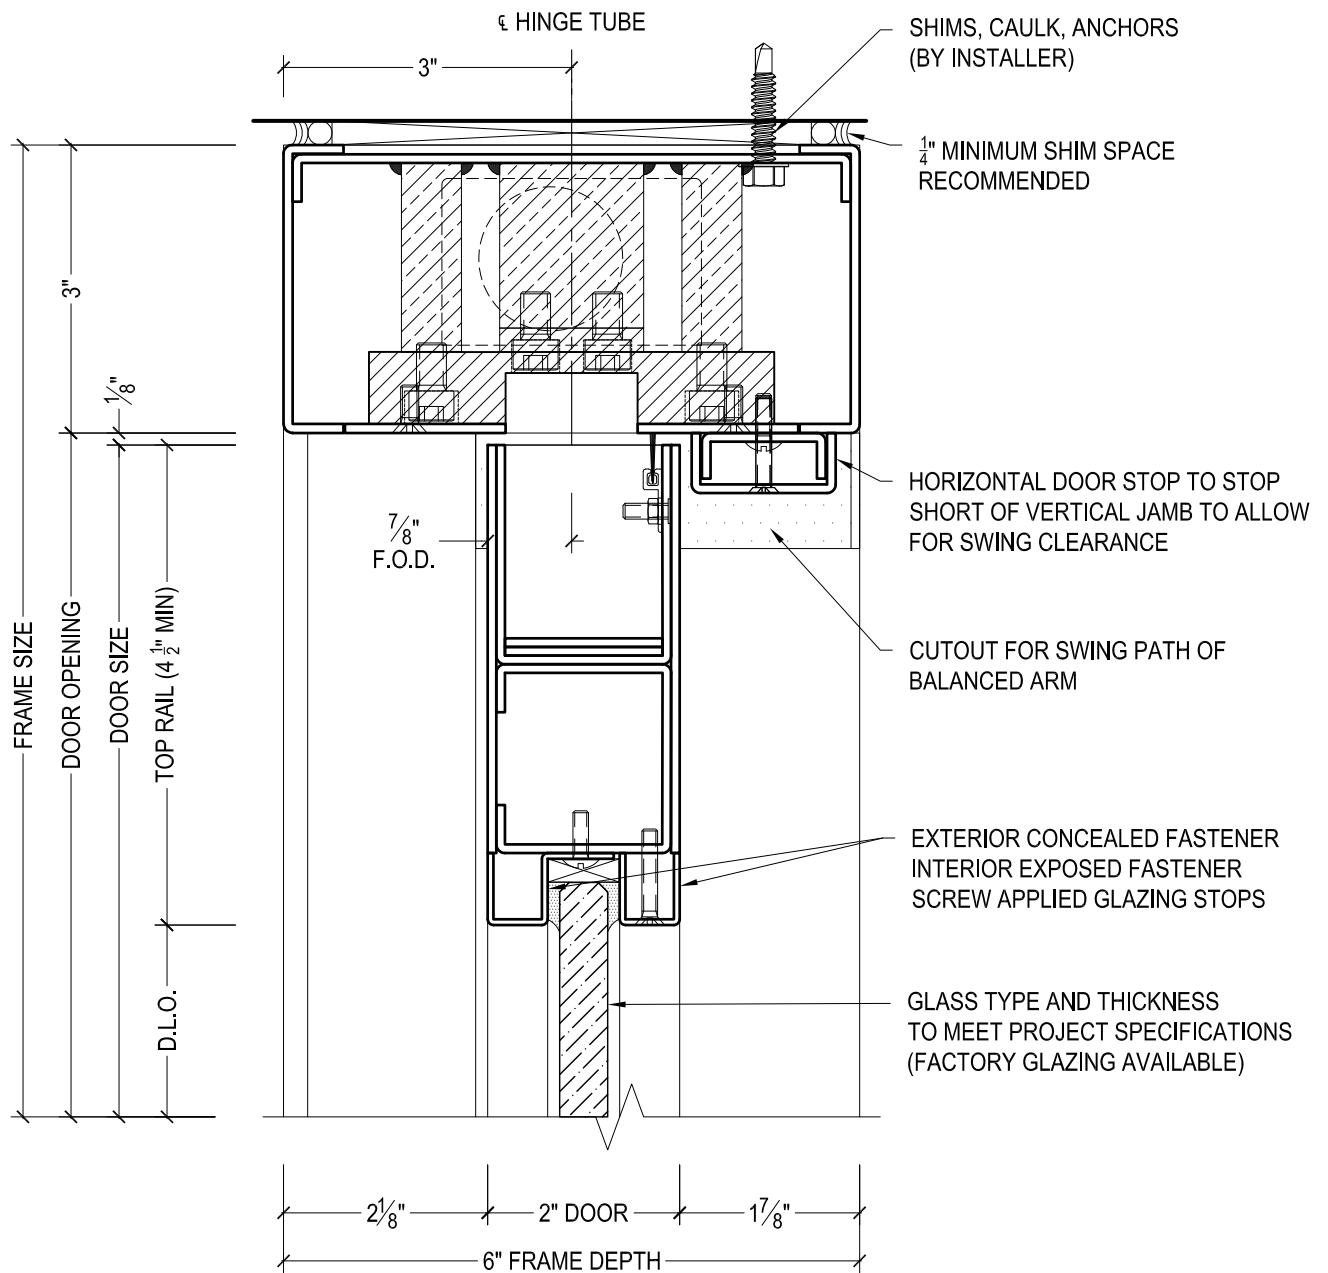 ℄ HINGE TUBE
3"
SHIMS, CAULK, ANCHORS
(BY INSTALLER)
1/4" MINIMUM SHIM SPACE
RECOMMENDED
3"
1/8"
HORIZONTAL DOOR STOP TO STOP
SHORT OF VERTICAL JAMB TO ALLOW
FOR SWING CLEARANCE
7/8"
F.O.D.
CUTOUT FOR SWING PATH OF
BALANCED ARM
FRAME SIZE
DOOR OPENING
DOOR SIZE
TOP RAIL (4 1/2" MIN)
EXTERIOR CONCEALED FASTENER
INTERIOR EXPOSED FASTENER
SCREW APPLIED GLAZING STOPS
D.L.O.
GLASS TYPE AND THICKNESS
TO MEET PROJECT SPECIFICATIONS
(FACTORY GLAZING AVAILABLE)
2 1/8"
2" DOOR
1 7/8"
6" FRAME DEPTH